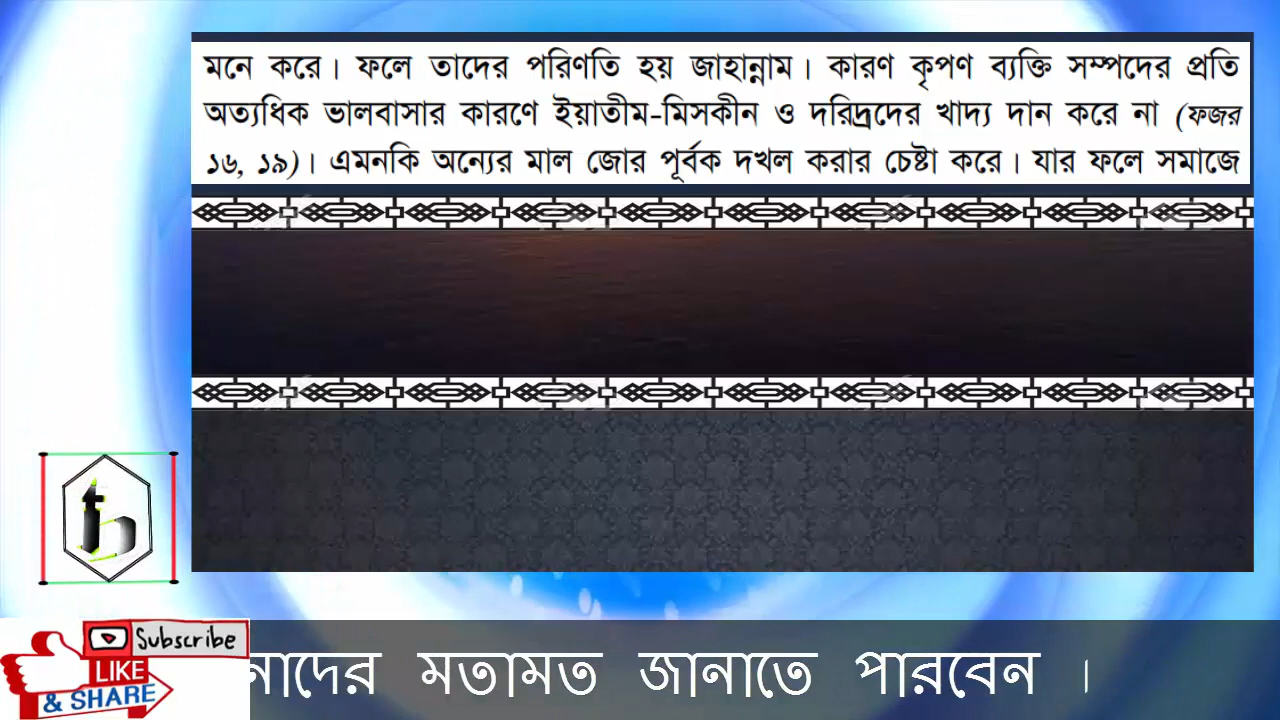 মনে করে। ফলে তাদের পরিণতি হয় জাহান্নাম। কারণ কৃপণ ব্যক্তি সম্পদের প্রতি
অত্যধিক ভালবাসার কারণে ইয়াতীম-মিসকীন ও দরিদ্রদের খাদ্য দান করে না (ফজর
১৬, ১৯)। এমনকি অন্যের মাল জোর পূর্বক দখল করার চেষ্টা করে। যার ফলে সমাজে
Subscribe
LIKE
& SHARE
নাদের মতামত জানাতে পারবেন ।